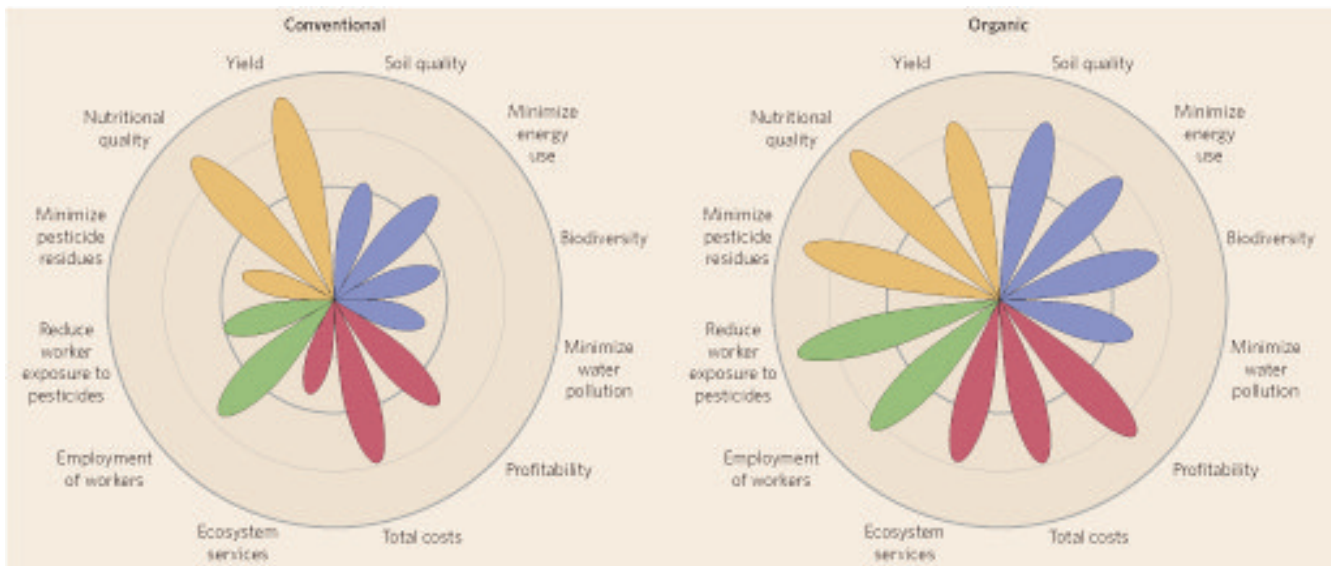 Conventional
Yield
Soil quality
Nutritional
quality
Minimize
energy
use
Minimize
pesticide
residues
Biodiversity
Reduce
worker
exposure to
pesticides
Minimize
water
pollution
Employment
of workers
Profitability
Ecosystem
services
Total costs
Organic
Yield
Soil quality
Nutritional
quality
Minimize
energy
use
Minimize
pesticide
residues
Biodiversity
Reduce
worker
exposure to
pesticides
Minimize
water
pollution
Employment
of workers
Profitability
Ecosystem
services
Total costs